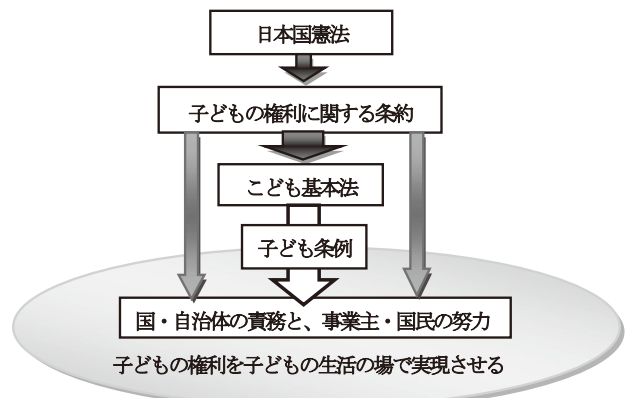 日本国憲法
子どもの権利に関する条約
こども基本法
子ども条例
国・自治体の責務と、事業主・国民の努力
子どもの権利を子どもの生活の場で実現させる